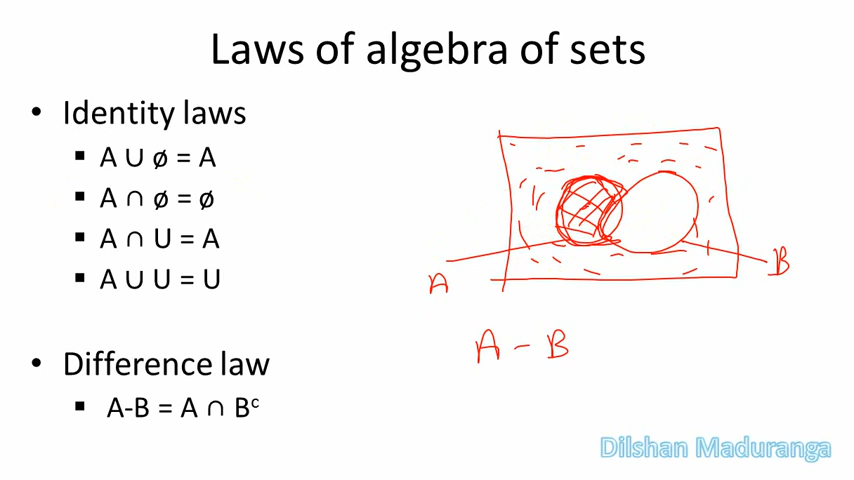 Laws of algebra of sets
• Identity laws
▪ A ∪ ø = A
▪ A ∩ ø = ø
▪ A ∩ U = A
▪ A ∪ U = U
• Difference law
▪ A-B = A ∩ Bᶜ
A
B
A - B
Dilshan Maduranga